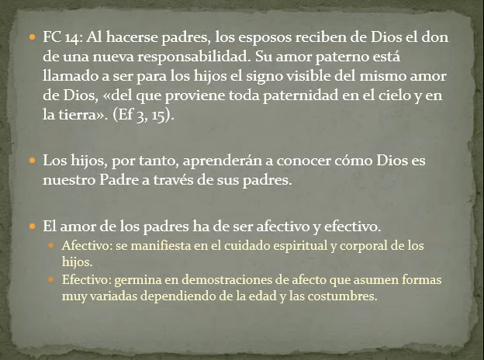 FC 14: Al hacerse padres, los esposos reciben de Dios el don
de una nueva responsabilidad. Su amor paterno está
llamado a ser para los hijos el signo visible del mismo amor
de Dios, «del que proviene toda paternidad en el cielo y en
la tierra». (Ef 3, 15).
Los hijos, por tanto, aprenderán a conocer cómo Dios es
nuestro Padre a través de sus padres.
El amor de los padres ha de ser afectivo y efectivo.
Afectivo: se manifiesta en el cuidado espiritual y corporal de los
hijos.
Efectivo: germina en demostraciones de afecto que asumen formas
muy variadas dependiendo de la edad y las costumbres.